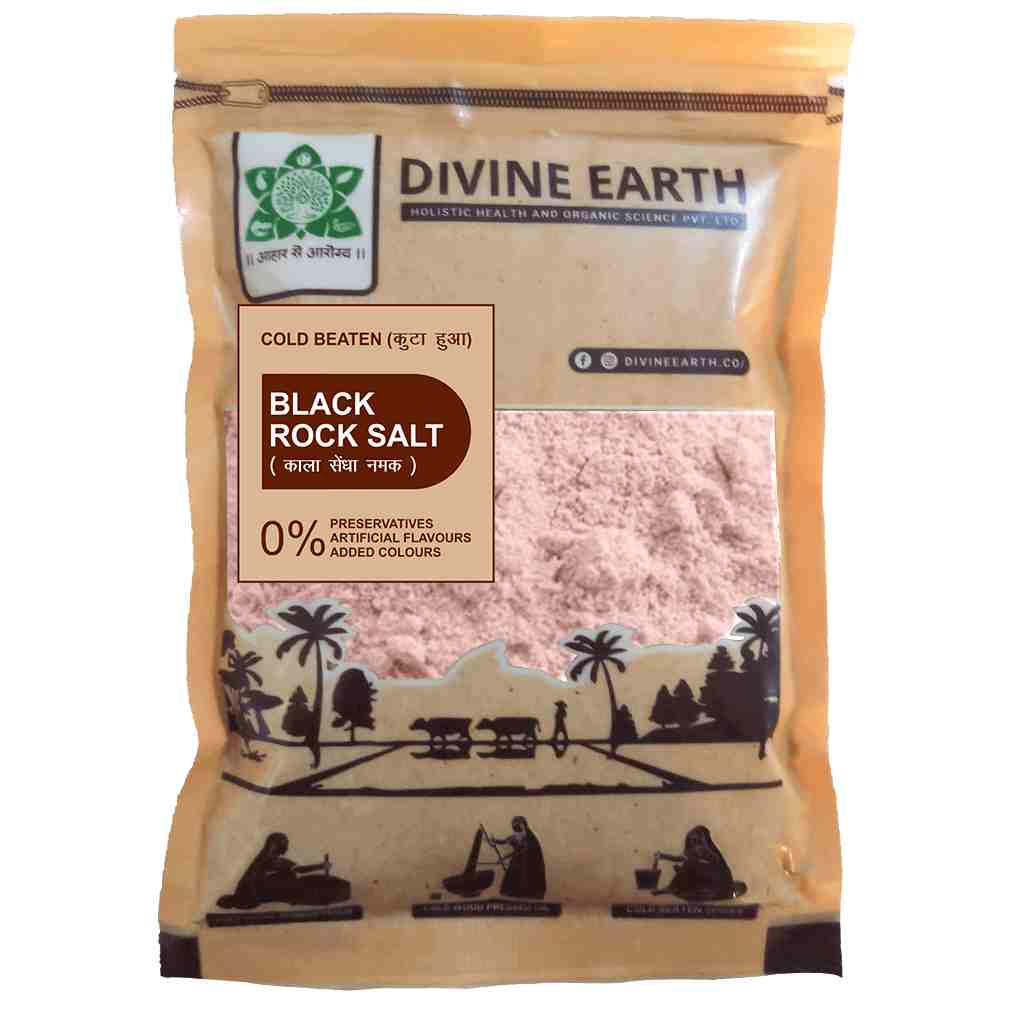 DIVINE EARTH
HOLISTIC HEALTH AND ORGANIC SCIENCE PVT. LTD.
|| आहार से आरोग्य ||
COLD BEATEN (कुटा हुआ)
DIVINEEARTH.CO/
BLACK
ROCK SALT
( काला सेंधा नमक )
0% PRESERVATIVES
ARTIFICIAL FLAVOURS
ADDED COLOURS
COLD WOOD PRESSED OIL
COLD BEATEN SPICES